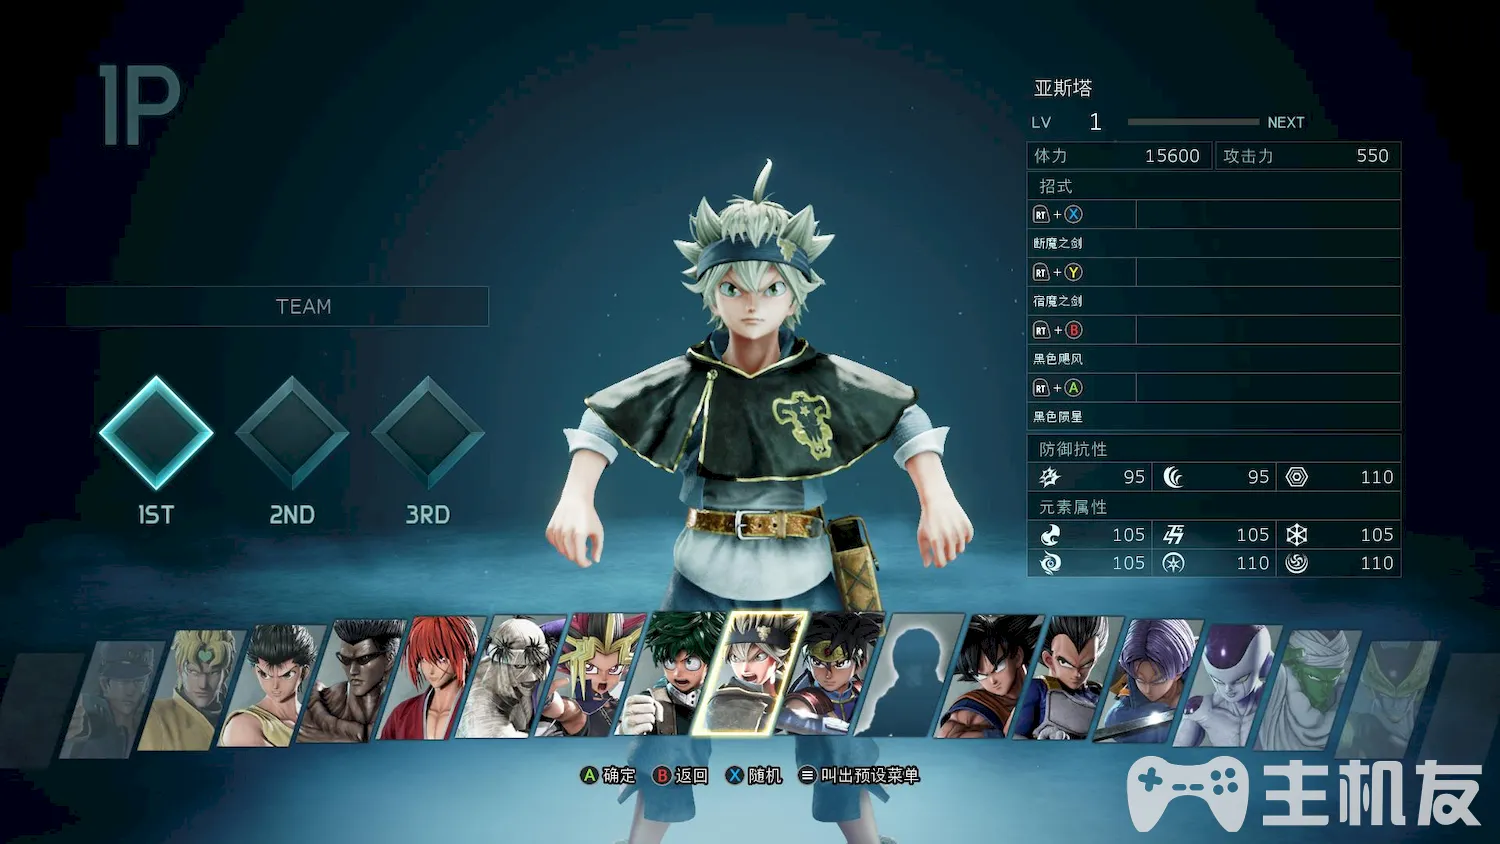 1P
亚斯塔
LV 1 NEXT
体力 15600 攻击力 550
招式
RT + X
断魔之剑
RT + Y
宿魔之剑
RT + B
黑色飓风
RT + A
黑色陨星
防御抗性
95 95 110
元素属性
105 105 105
105 110 110
TEAM
1ST 2ND 3RD
A 确定 B 返回 X 随机 叫出预设菜单
主机友